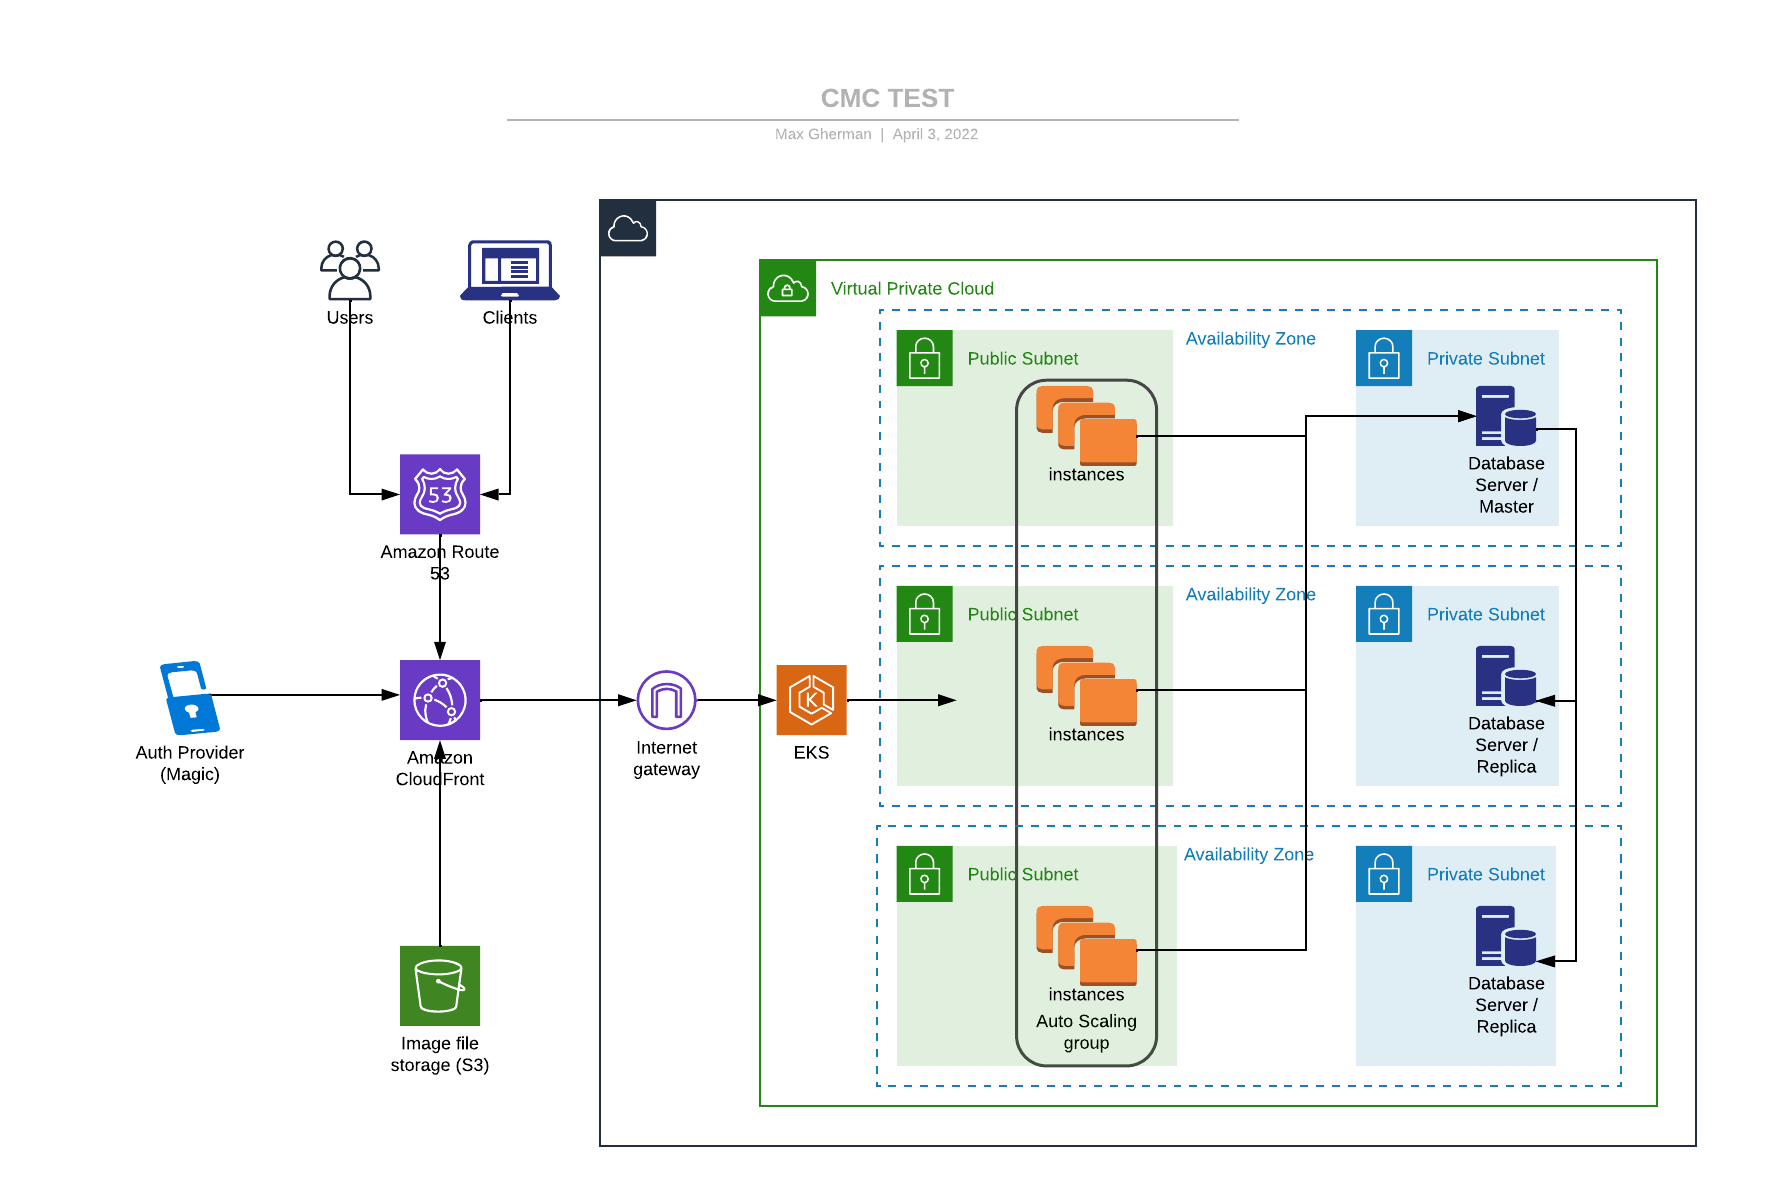 CMC TEST
Max Gherman | April 3, 2022
Users
Clients
Virtual Private Cloud
Public Subnet
Availability Zone
Private Subnet
instances
Database
Server /
Master
53
Amazon Route
53
Public Subnet
Availability Zone
Private Subnet
instances
Database
Server /
Replica
Auth Provider
(Magic)
Amazon
CloudFront
Internet
gateway
K
EKS
Public Subnet
Availability Zone
Private Subnet
instances
Auto Scaling
group
Database
Server /
Replica
Image file
storage (S3)